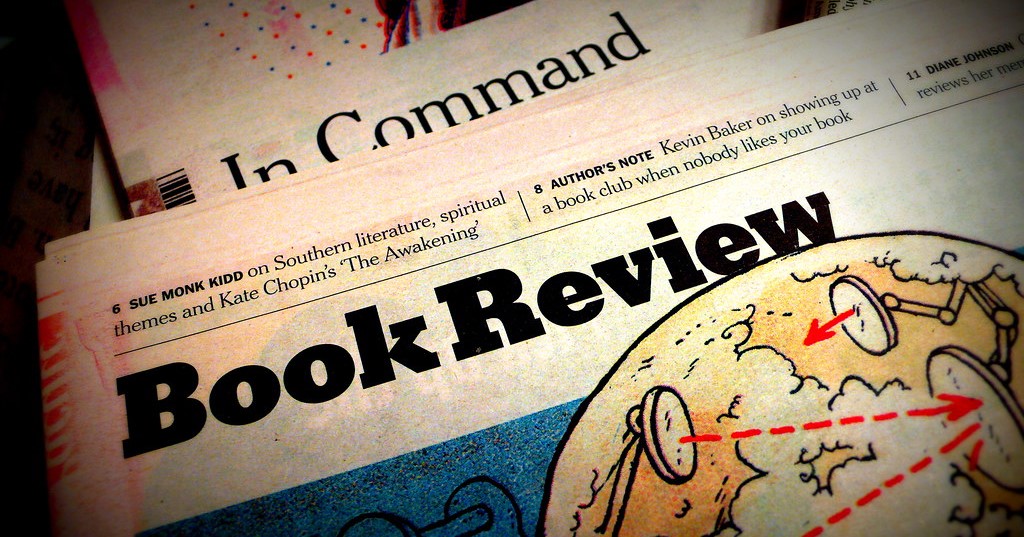 In Command
6 SUE MONK KIDD on Southern literature, spiritual
themes and Kate Chopin's 'The Awakening'
8 AUTHOR'S NOTE Kevin Baker on showing up at
a book club when nobody likes your book
11 DIANE JOHNSON
reviews her
Book Review